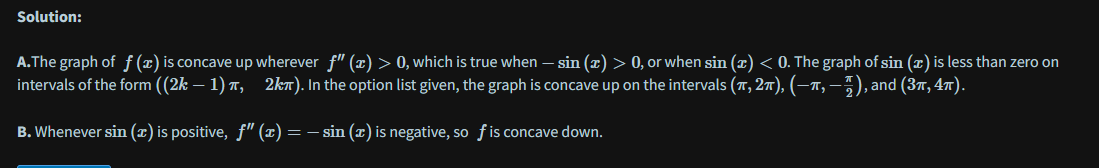 Solution:
A.The graph of f (x) is concave up wherever f″ (x) > 0, which is true when − sin (x) > 0, or when sin (x) < 0. The graph of sin (x) is less than zero on
intervals of the form ((2k − 1) π, 2kπ). In the option list given, the graph is concave up on the intervals (π, 2π), (−π, −π/2), and (3π, 4π).
B. Whenever sin (x) is positive, f″ (x) = − sin (x) is negative, so f is concave down.